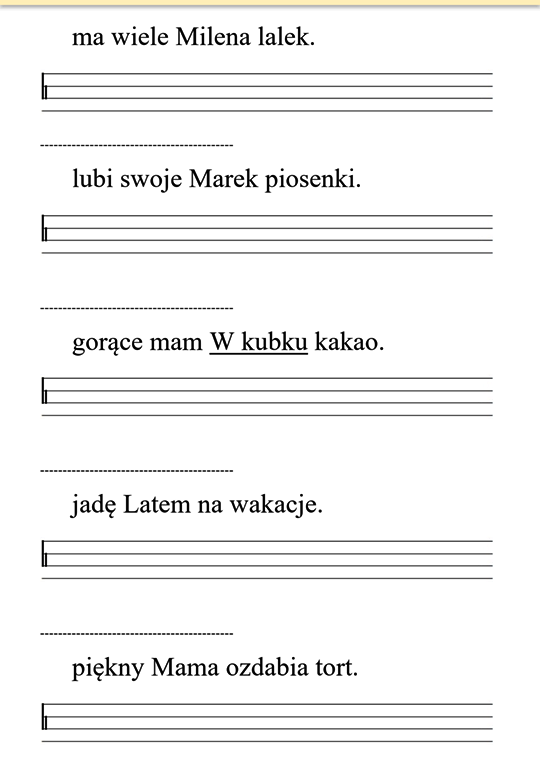 ma wiele Milena lalek.
lubi swoje Marek piosenki.
gorące mam W kubku kakao.
jadę Latem na wakacje.
piękny Mama ozdabia tort.